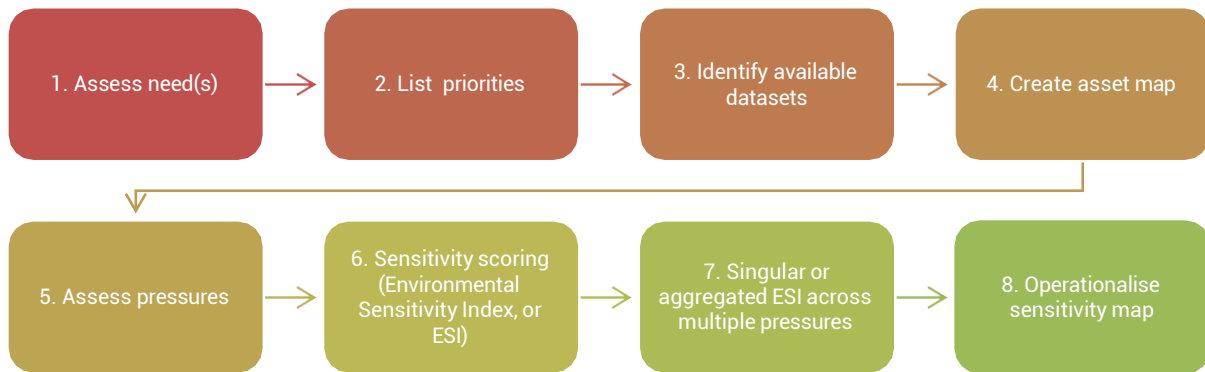 1. Assess need(s)
2. List priorities
3. Identify available
datasets
4. Create asset map
5. Assess pressures
6. Sensitivity scoring
(Environmental
Sensitivity Index, or
ESI)
7. Singular or
aggregated ESI across
multiple pressures
8. Operationalise
sensitivity map